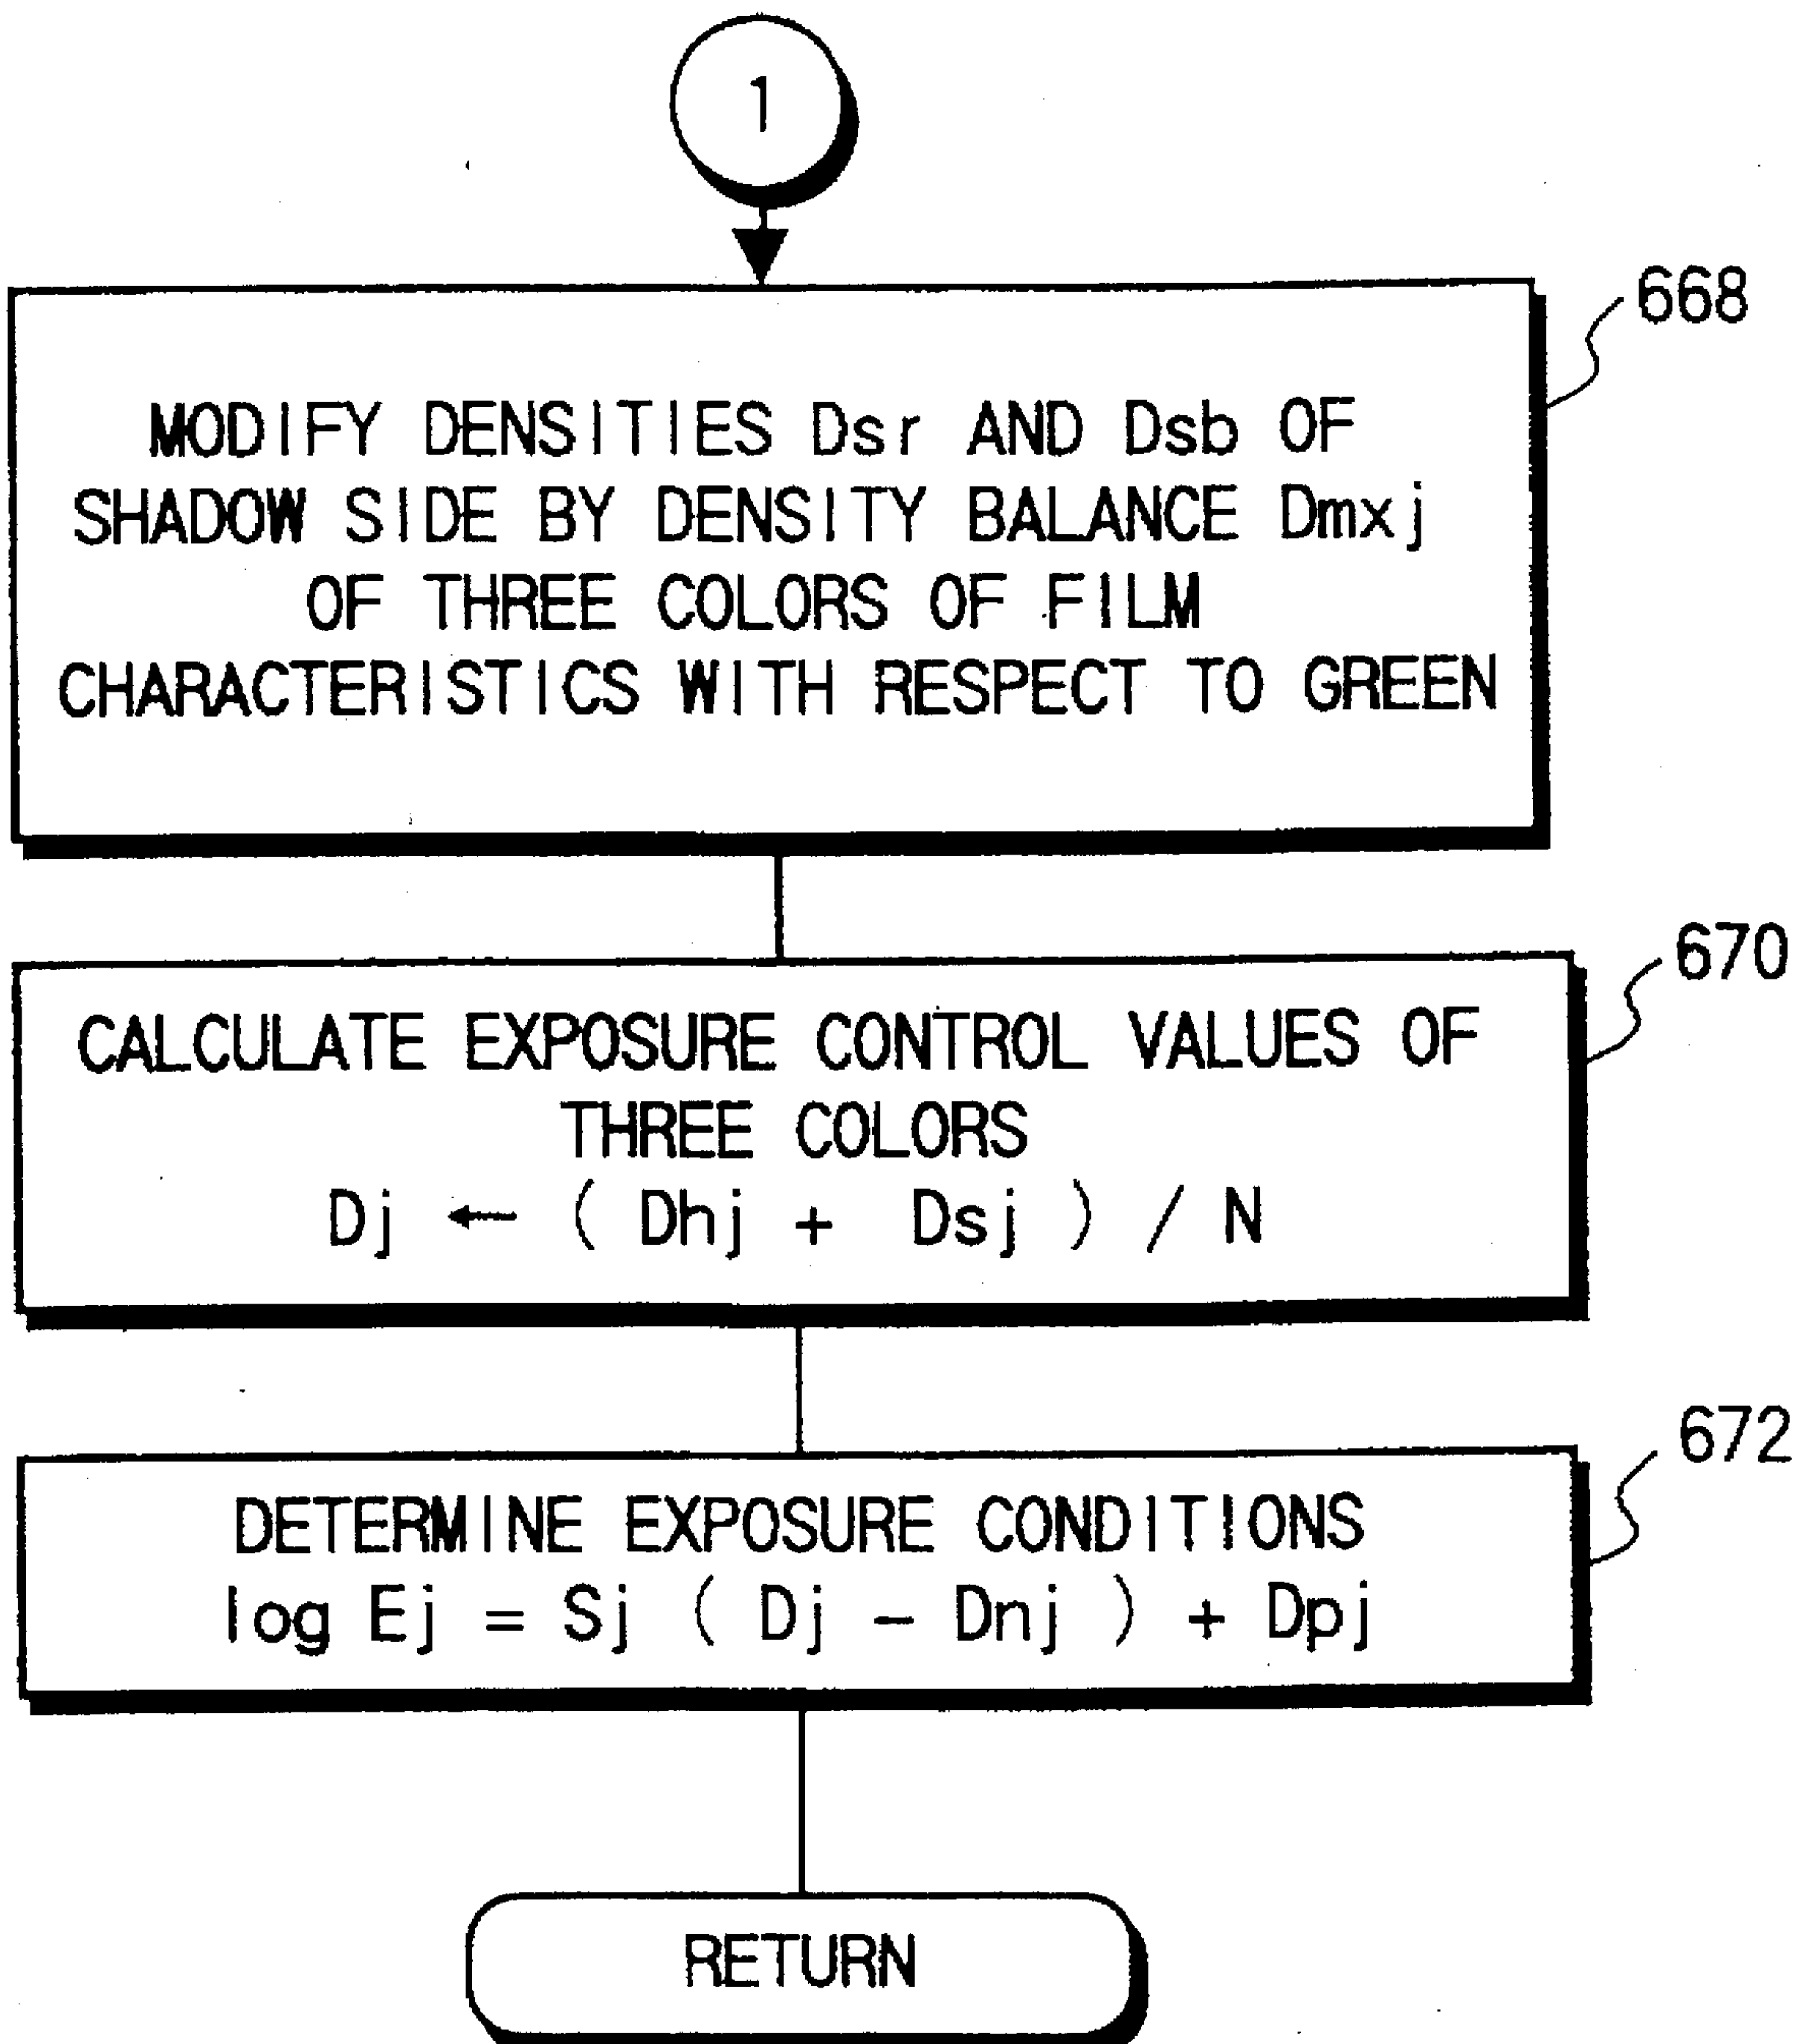 1
668
MODIFY DENSITIES Dsr AND Dsb OF
SHADOW SIDE BY DENSITY BALANCE Dmxj
OF THREE COLORS OF FILM
CHARACTERISTICS WITH RESPECT TO GREEN
670
CALCULATE EXPOSURE CONTROL VALUES OF
THREE COLORS
Dj ← ( Dhj + Dsj ) / N
672
DETERMINE EXPOSURE CONDITIONS
log Ej = Sj ( Dj − Dnj ) + Dpj
RETURN